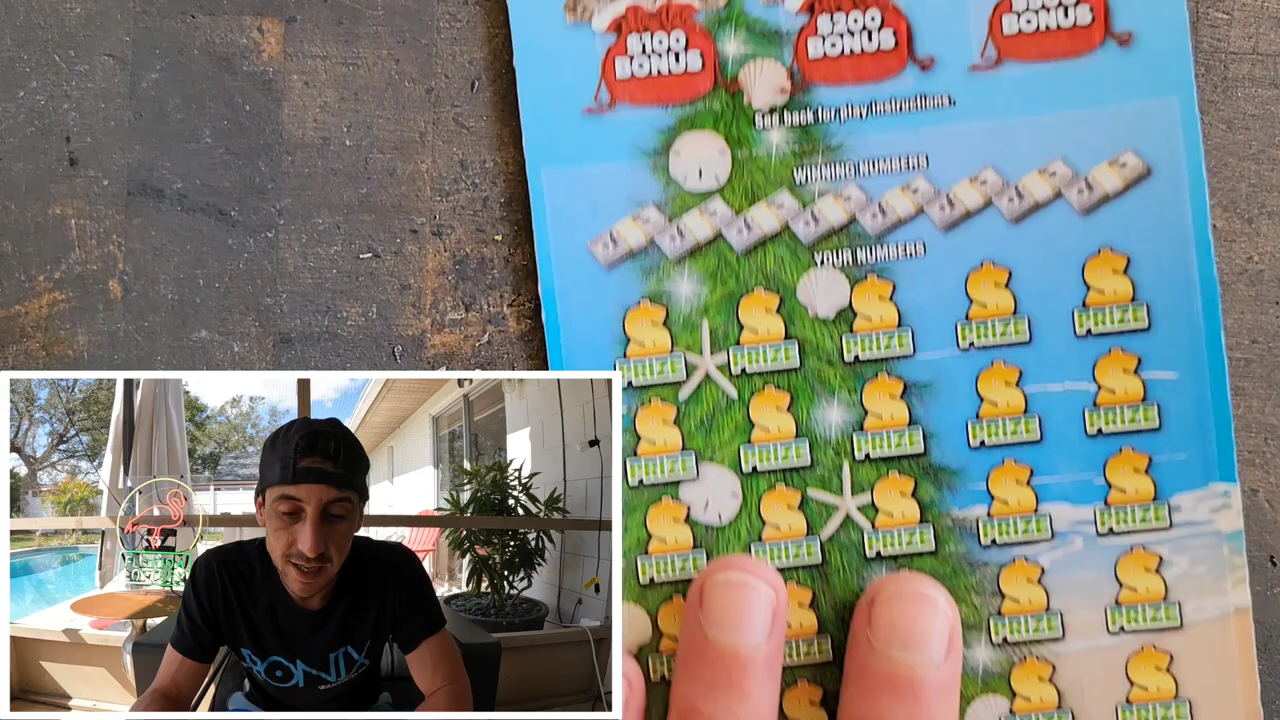 $100
BONUS
$200
BONUS
BONUS
See back for play instructions.
WINNING NUMBERS
YOUR NUMBERS
PRIZE PRIZE PRIZE PRIZE PRIZE
PRIZE PRIZE PRIZE PRIZE PRIZE
PRIZE PRIZE PRIZE PRIZE PRIZE
PRIZE PRIZE PRIZE
PRIZE PRIZE
RONIX